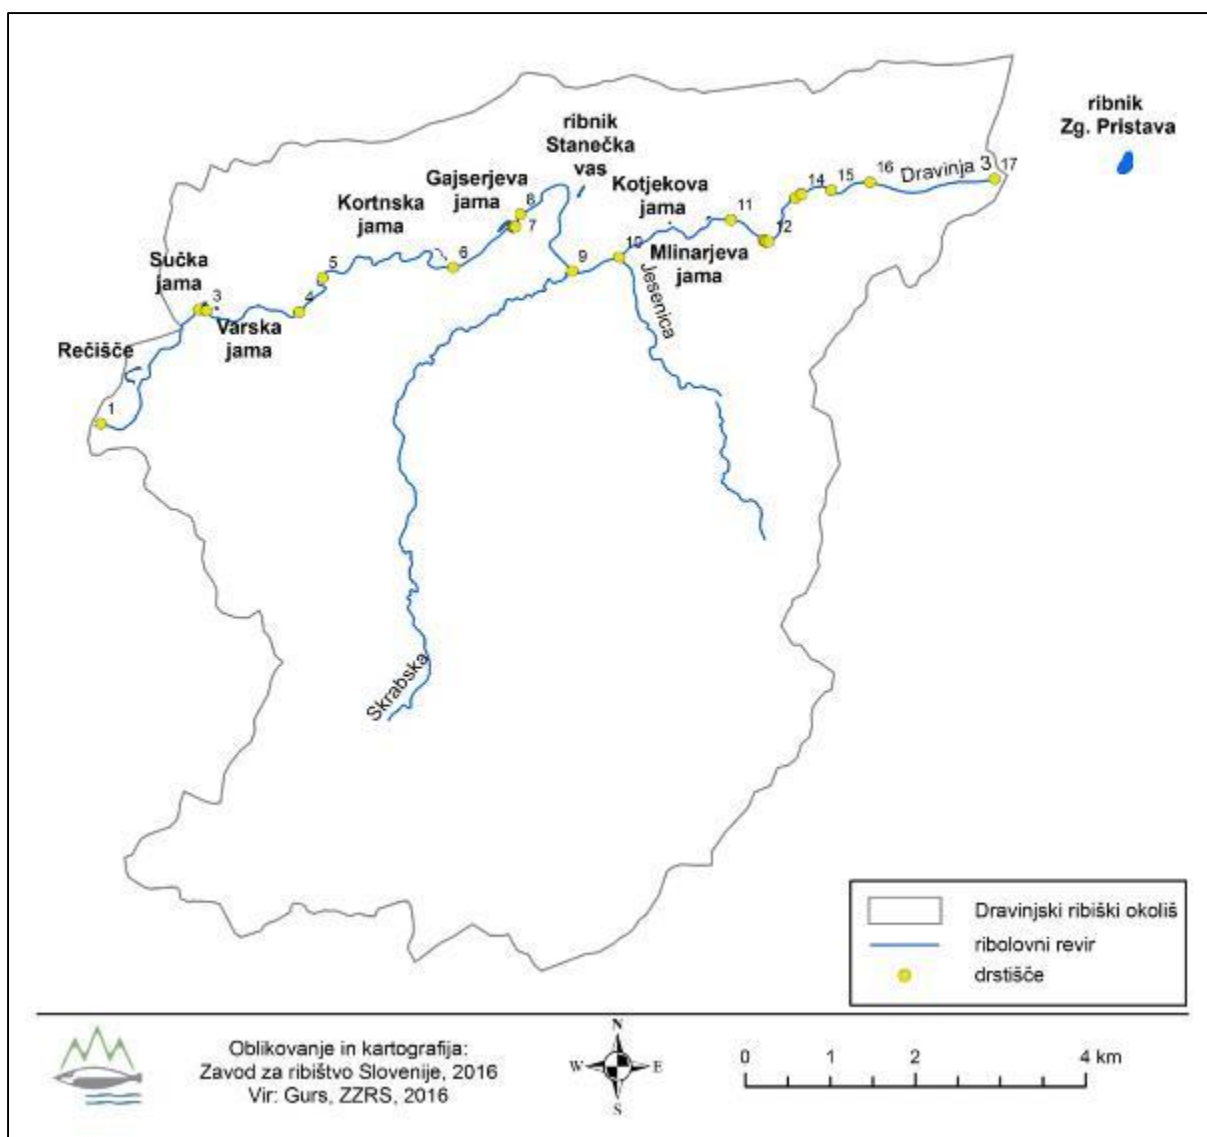 ribnik
Zg. Pristava
ribnik
Stanečka
vas
Gajserjeva
jama
Kotjekova
jama
Kortnska
jama
Dravinja 3
17
16
15
14
8
7
11
12
Mlinarjeva
jama
Sučka
jama
5
6
9
10
Jesenica
3
4
Varska
jama
Rečišče
1
Skrabska
Dravinjski ribiški okoliš
ribolovni revir
drstišče
Oblikovanje in kartografija:
Zavod za ribištvo Slovenije, 2016
Vir: Gurs, ZZRS, 2016
N
W
E
S
0 1 2 4 km